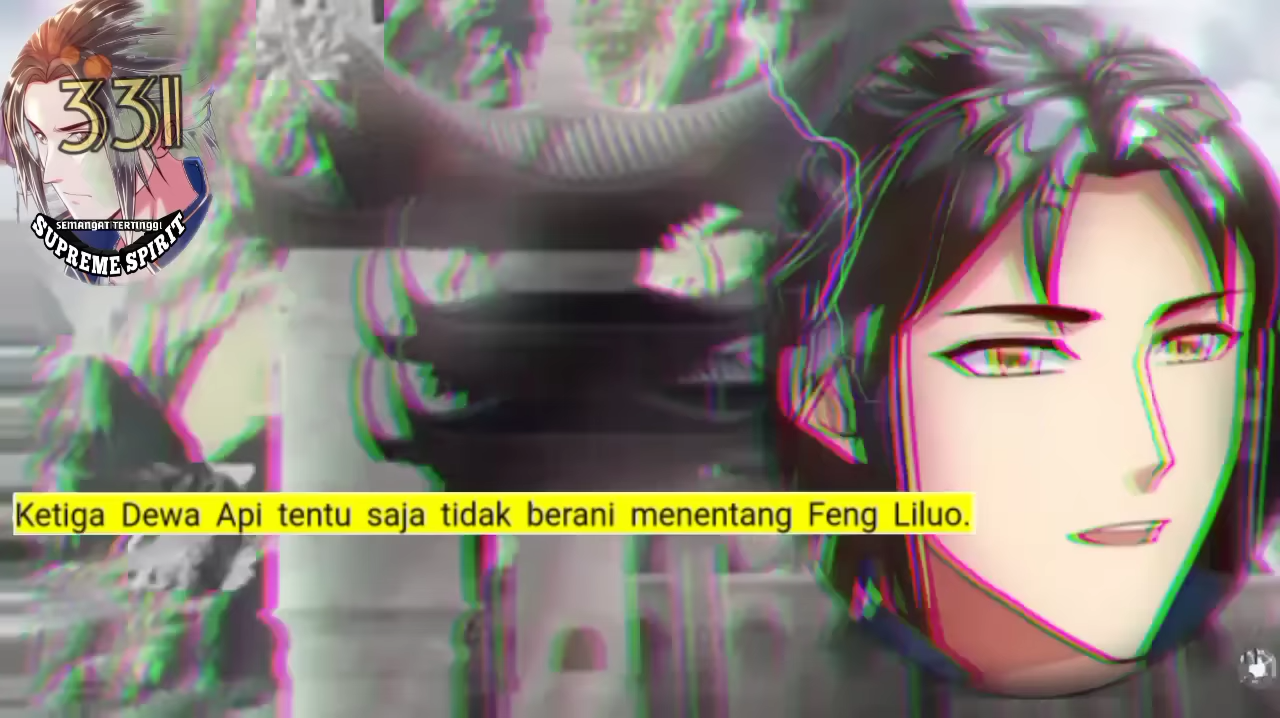 331
SEMANGAT TERTINGGI
SUPREME SPIRIT
Ketiga Dewa Api tentu saja tidak berani menentang Feng Liluo.